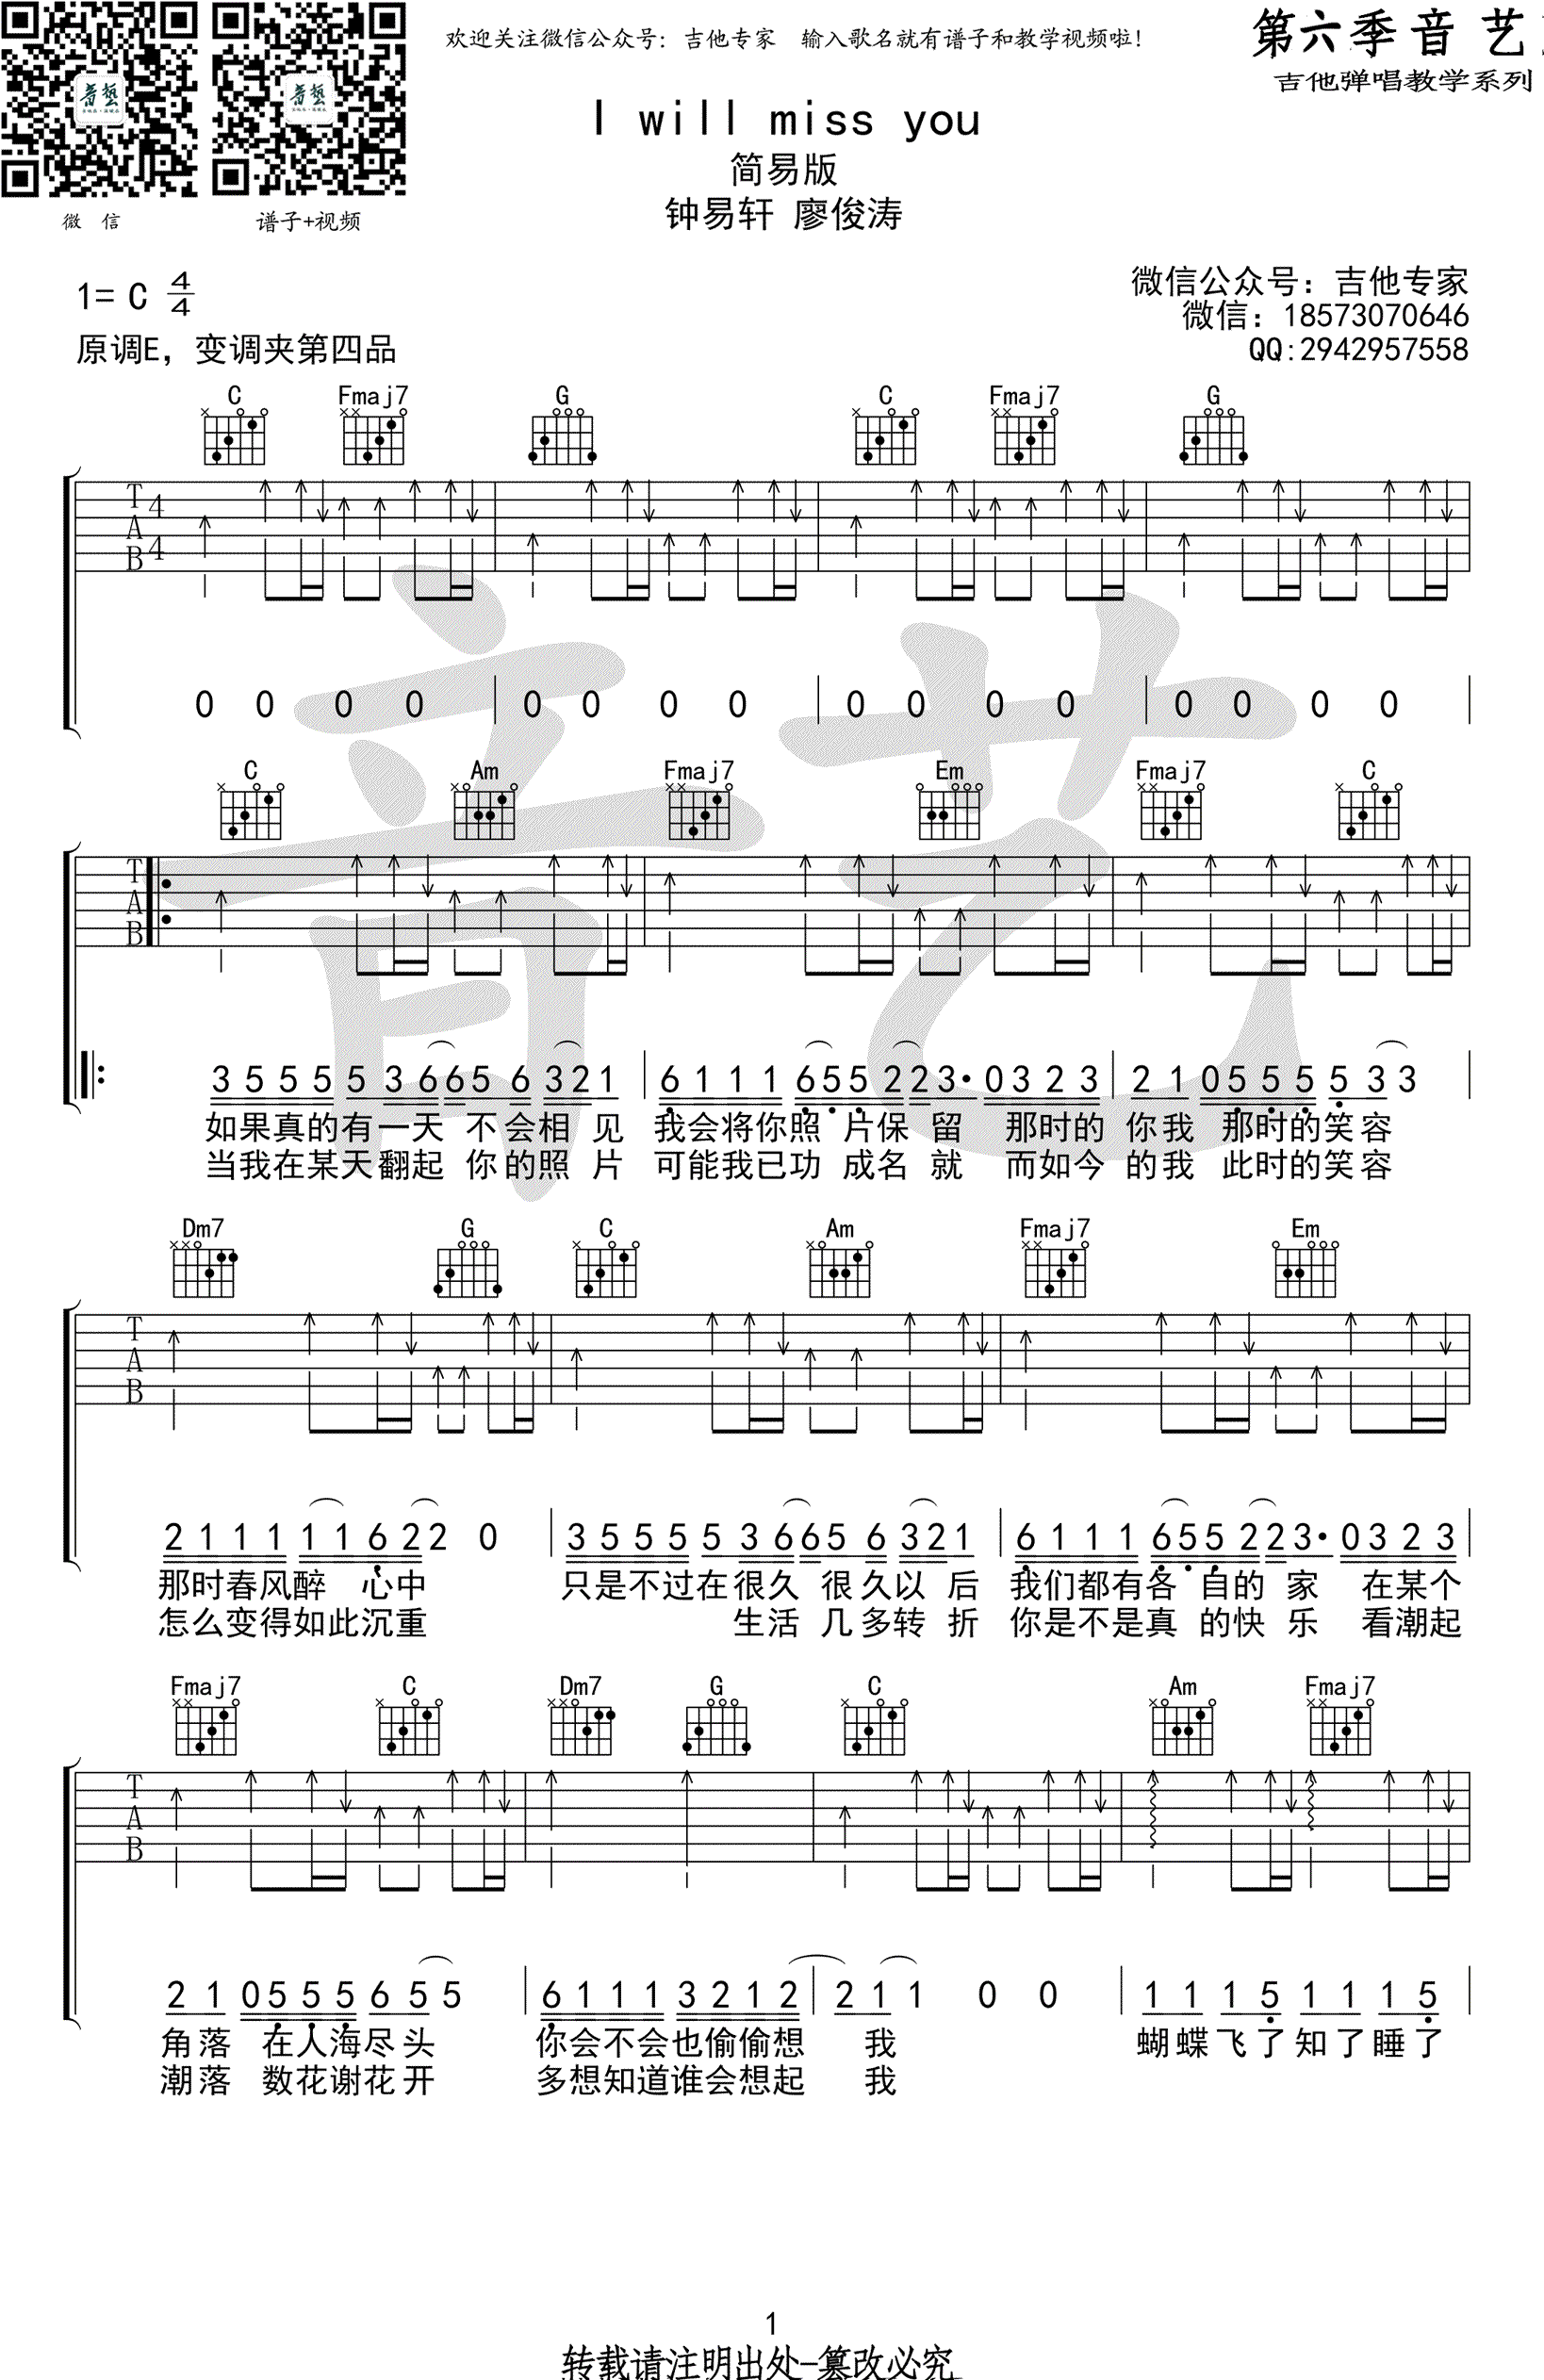 欢迎关注微信公众号：吉他专家　输入歌名就有谱子和教学视频啦！
第六季音艺
吉他弹唱教学系列
音艺
音艺
微 信
谱子+视频
I will miss you
简易版
钟易轩 廖俊涛
1= C 4/4
原调E，变调夹第四品
微信公众号：吉他专家
微信：18573070646
QQ:2942957558
C Fmaj7 G C Fmaj7 G
T A B 4 4
0 0 0 0 0 0 0 0 0 0 0 0 0 0 0 0
音艺
C Am Fmaj7 Em Fmaj7 C
T A B
3 5 5 5 5 3 6 6 5 6 3 2 1 6 1 1 1 6 5 5 2 2 3· 0 3 2 3 2 1 0 5 5 5 5 3 3
如果真的有一天 不会相 见 我会将你照 片保 留 那时的 你我 那时的笑容
当我在某天翻起 你的照 片 可能我已功 成名 就 而如今 的我 此时的笑容
Dm7 G C Am Fmaj7 Em
T A B
2 1 1 1 1 1 6 2 2 0 3 5 5 5 5 3 6 6 5 6 3 2 1 6 1 1 1 6 5 5 2 2 3· 0 3 2 3
那时春风醉 心中 只是不过在很久 很久以 后 我们都有各 自的 家 在某个
怎么变得如此沉重 生活 几多转 折 你是不是真 的快 乐 看潮起
Fmaj7 C Dm7 G C Am Fmaj7
T A B
2 1 0 5 5 5 6 5 5 6 1 1 1 3 2 1 2 2 1 1 0 0 1 1 1 5 1 1 1 5
角落 在人海尽头 你会不会也偷偷想 我 蝴蝶飞了知了睡了
潮落 数花谢花开 多想知道谁会想起 我
1
转载请注明出处-篡改必究